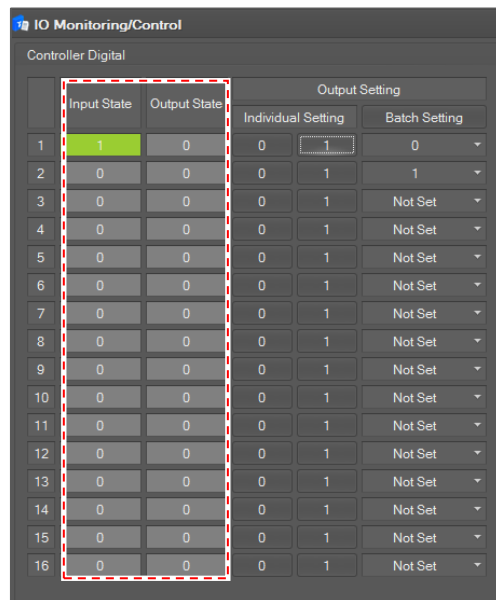 IO Monitoring/Control
Controller Digital
Input State Output State Output Setting
Individual Setting Batch Setting
1 1 0 0 1 0
2 0 0 0 1 1
3 0 0 0 1 Not Set
4 0 0 0 1 Not Set
5 0 0 0 1 Not Set
6 0 0 0 1 Not Set
7 0 0 0 1 Not Set
8 0 0 0 1 Not Set
9 0 0 0 1 Not Set
10 0 0 0 1 Not Set
11 0 0 0 1 Not Set
12 0 0 0 1 Not Set
13 0 0 0 1 Not Set
14 0 0 0 1 Not Set
15 0 0 0 1 Not Set
16 0 0 0 1 Not Set